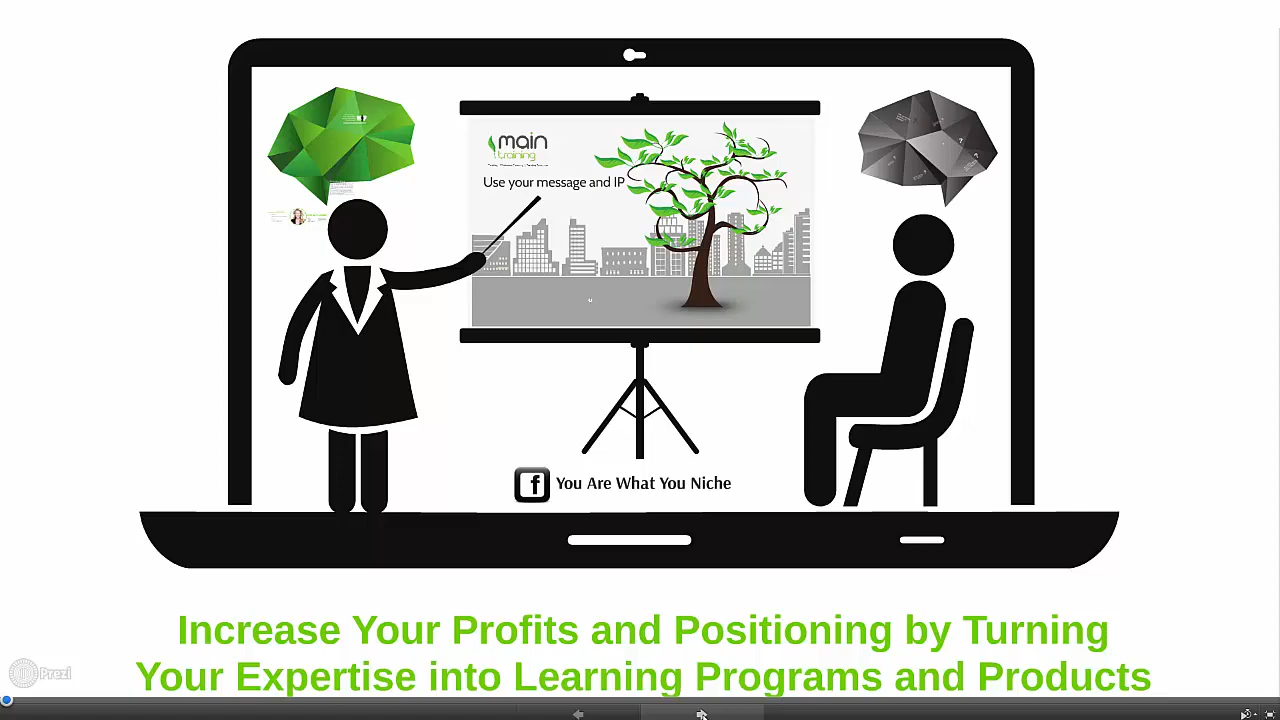 main
training
Use your message and IP
f You Are What You Niche
Increase Your Profits and Positioning by Turning
Your Expertise into Learning Programs and Products
Prezi